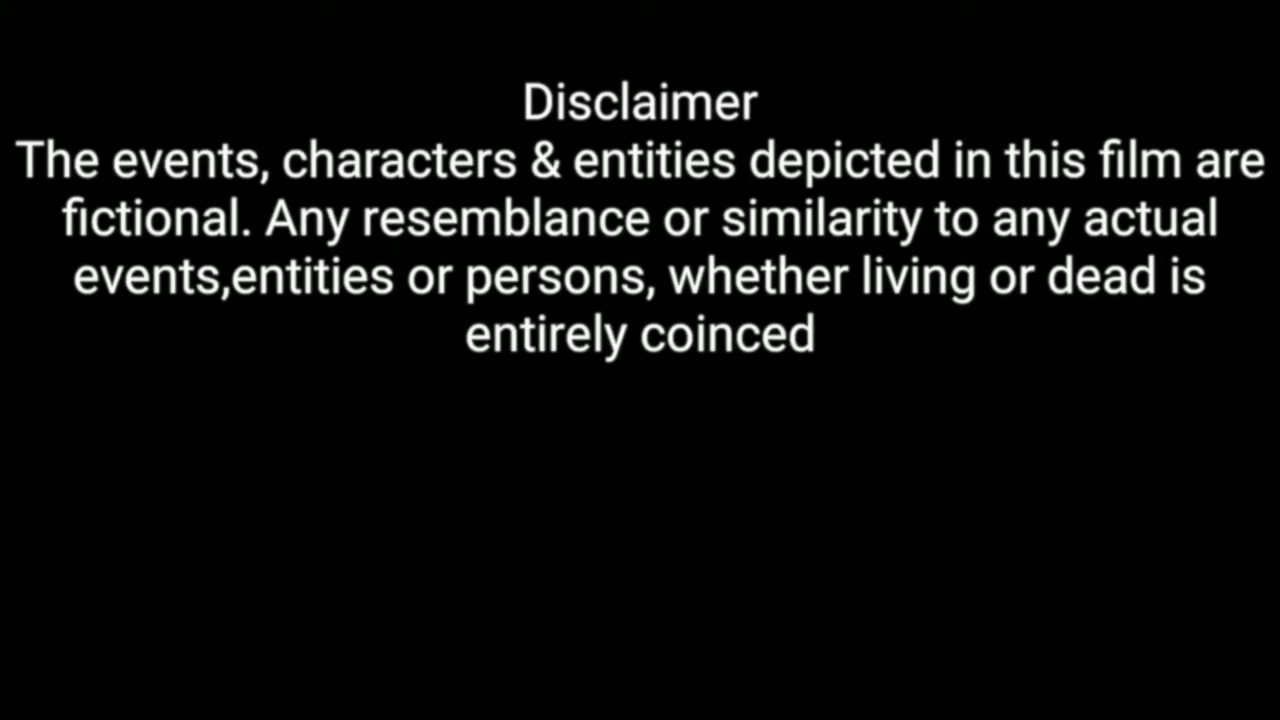 Disclaimer
The events, characters & entities depicted in this film are
fictional. Any resemblance or similarity to any actual
events,entities or persons, whether living or dead is
entirely coinced